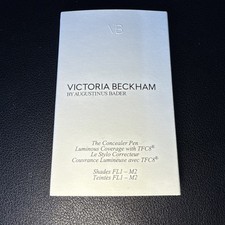 VB
VICTORIA BECKHAM
BY AUGUSTINUS BADER
The Concealer Pen
Luminous Coverage with TFC8®
Le Stylo Correcteur
Couvrance Lumineuse avec TFC8®
Shades FL1 – M2
Teintes FL1 – M2